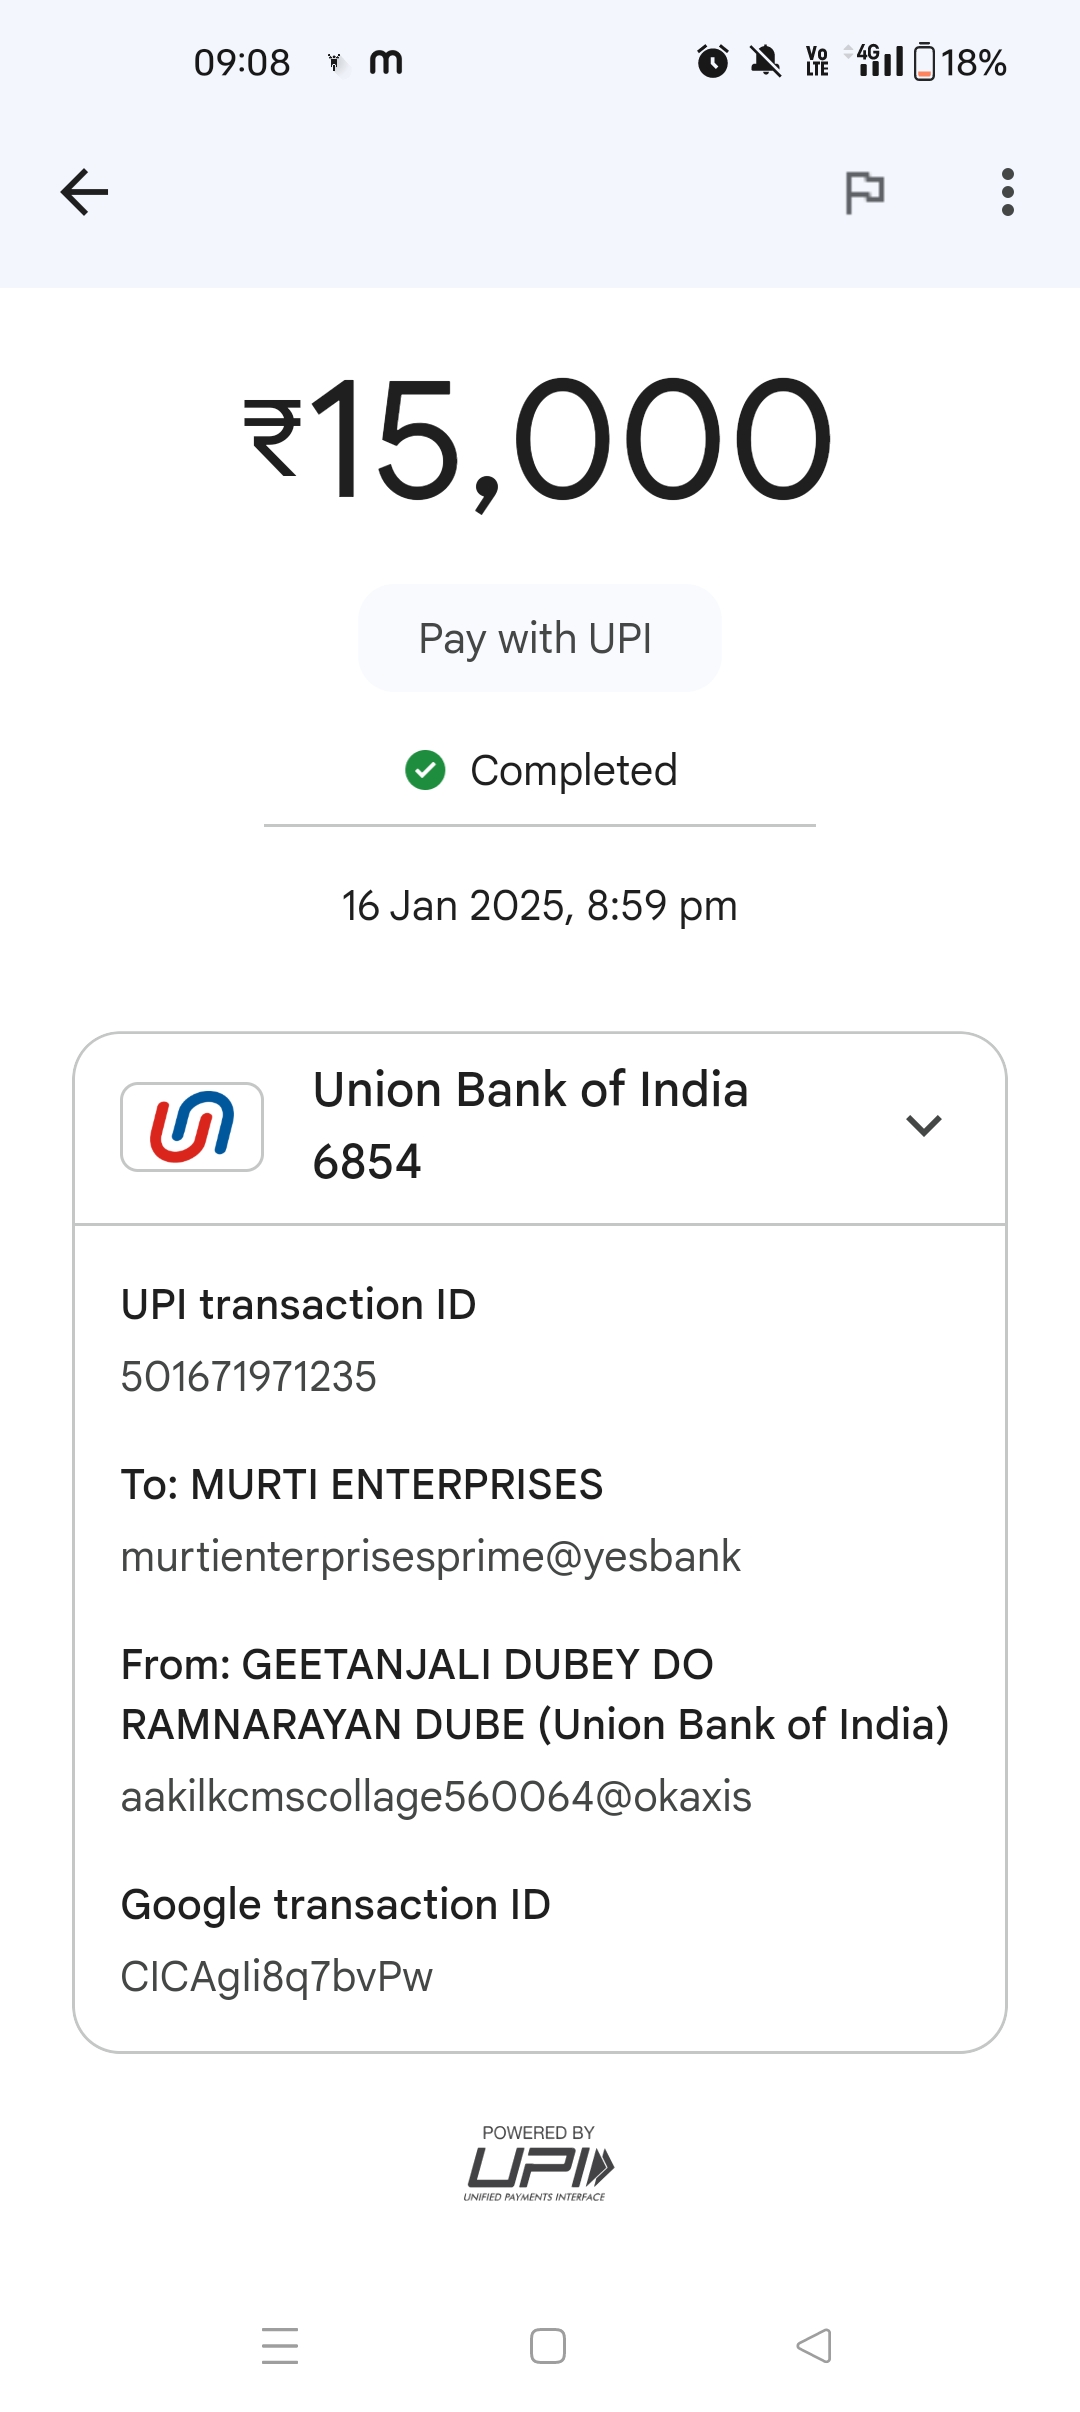 09:08 m Vo LTE 4G 18%
₹15,000
Pay with UPI
Completed
16 Jan 2025, 8:59 pm
Union Bank of India
6854
UPI transaction ID
501671971235
To: MURTI ENTERPRISES
murtienterprisesprime@yesbank
From: GEETANJALI DUBEY DO
RAMNARAYAN DUBE (Union Bank of India)
aakilkcmscollage560064@okaxis
Google transaction ID
CICAgIi8q7bvPw
POWERED BY
UPI
UNIFIED PAYMENTS INTERFACE